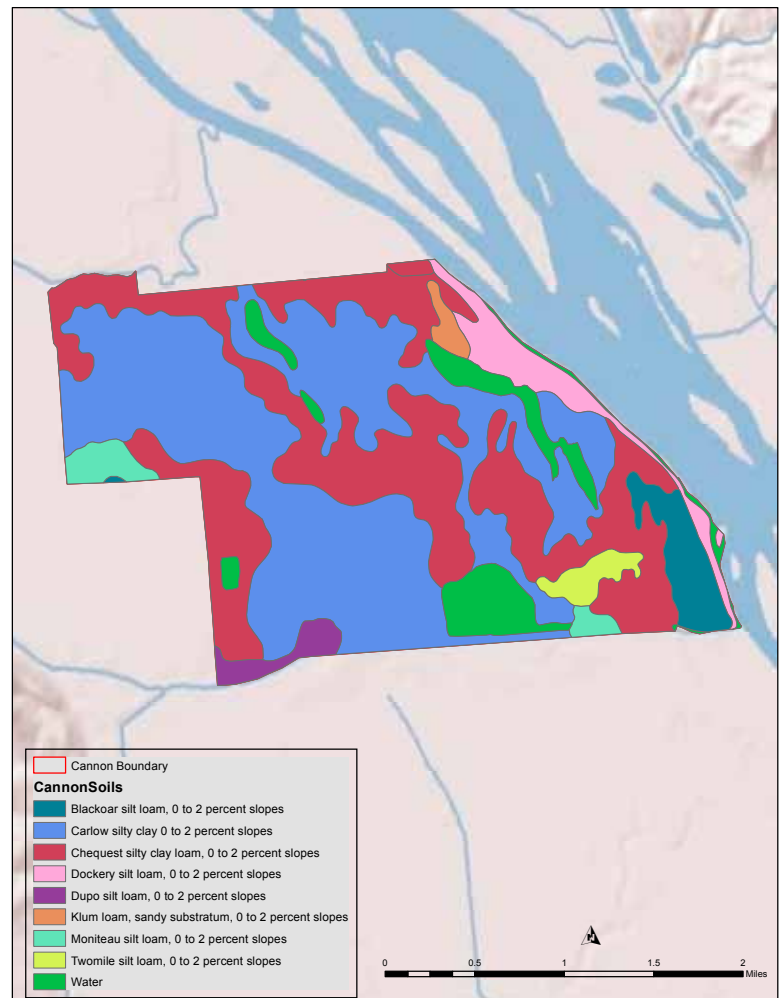 Cannon Boundary
CannonSoils
Blackoar silt loam, 0 to 2 percent slopes
Carlow silty clay 0 to 2 percent slopes
Chequest silty clay loam, 0 to 2 percent slopes
Dockery silt loam, 0 to 2 percent slopes
Dupo silt loam, 0 to 2 percent slopes
Klum loam, sandy substratum, 0 to 2 percent slopes
Moniteau silt loam, 0 to 2 percent slopes
Twomile silt loam, 0 to 2 percent slopes
Water
0 0.5 1 1.5 2
Miles